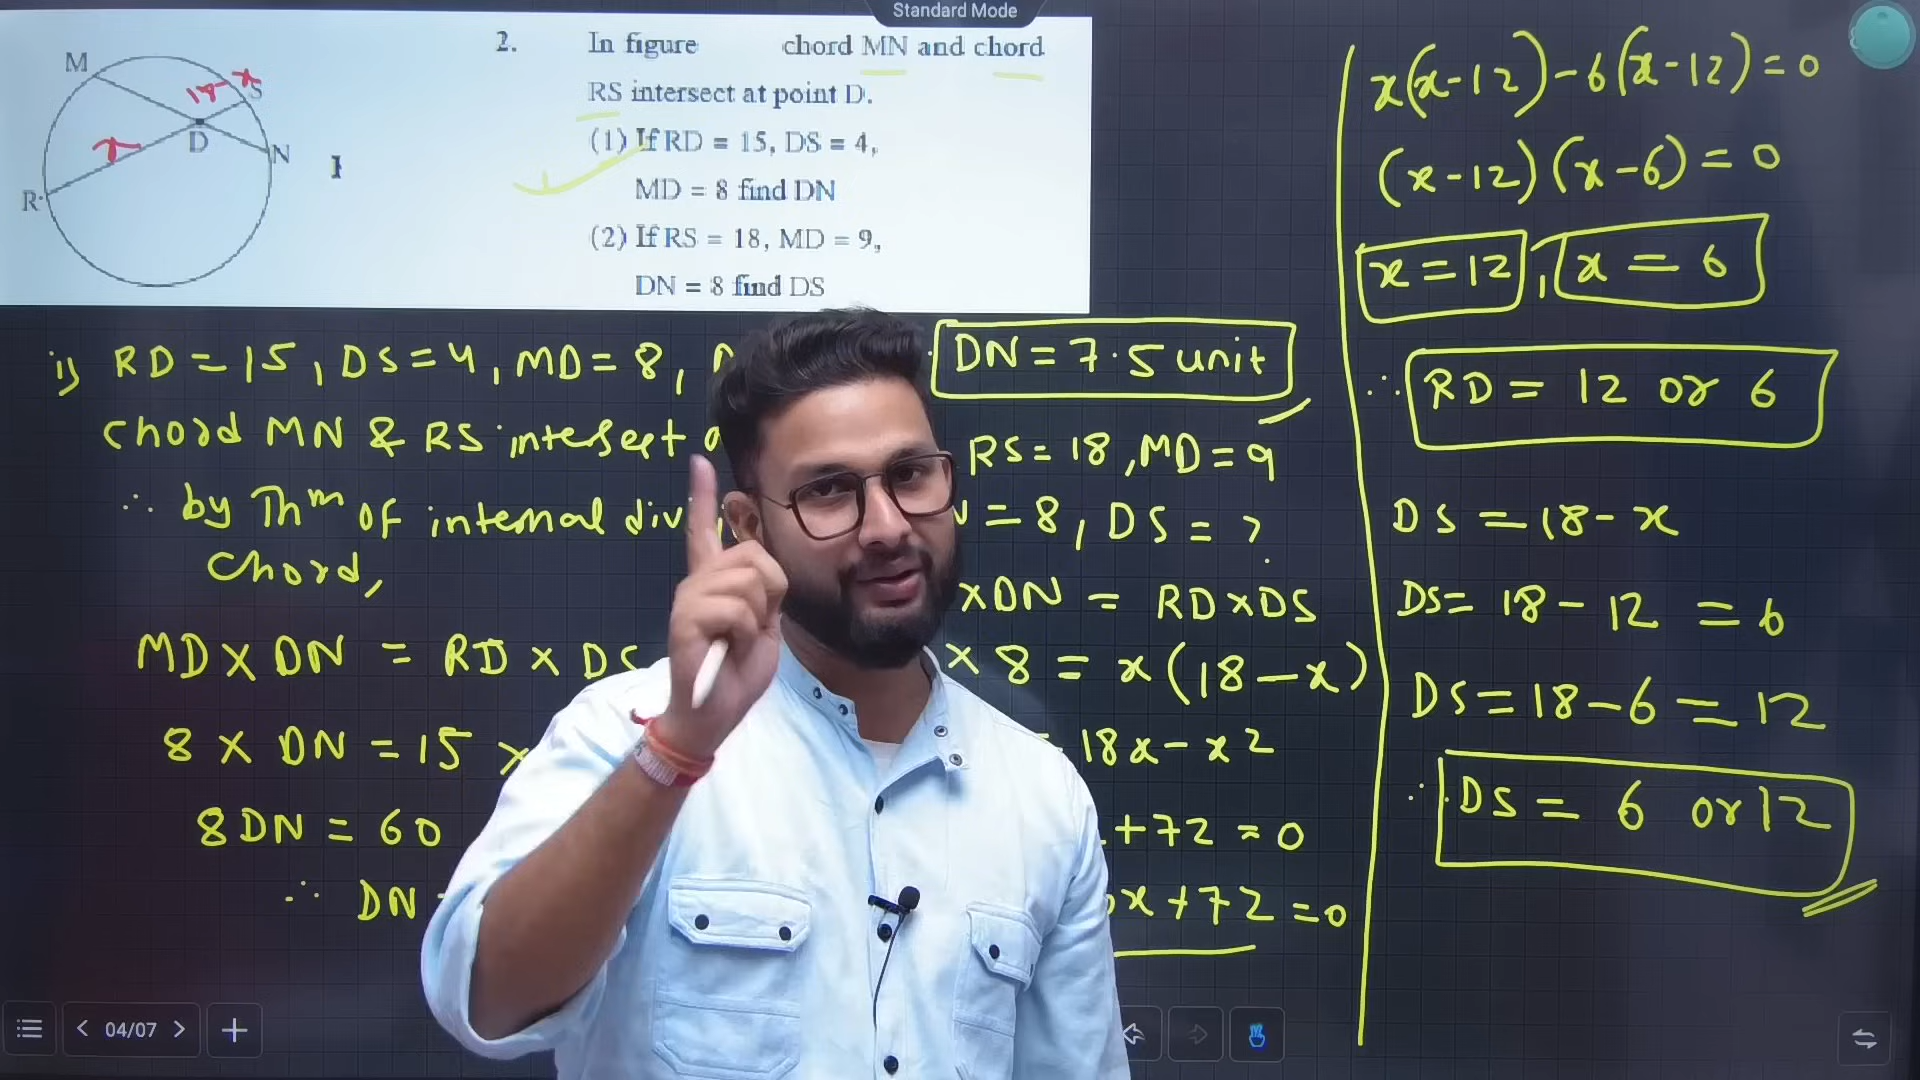 Standard Mode
2. In figure chord MN and chord
RS intersect at point D.
(1) If RD = 15, DS = 4,
MD = 8 find DN
(2) If RS = 18, MD = 9,
DN = 8 find DS
M
18-x
S
x
D
N
R
i) RD = 15, DS = 4, MD = 8,
Chord MN & RS intersect
∴ by Thm of internal
Chord,
MD × DN = RD × DS
8 × DN = 15 ×
8 DN = 60
∴ DN
DN = 7.5 unit
RS = 18, MD = 9
= 8, DS = ?
× DN = RD × DS
× 8 = x(18 - x)
18x - x2
+ 72 = 0
x + 72 = 0
x(x-12) - 6(x-12) = 0
(x-12)(x-6) = 0
x = 12, x = 6
∴ RD = 12 or 6
DS = 18 - x
DS = 18 - 12 = 6
DS = 18 - 6 = 12
∴ DS = 6 or 12
04/07